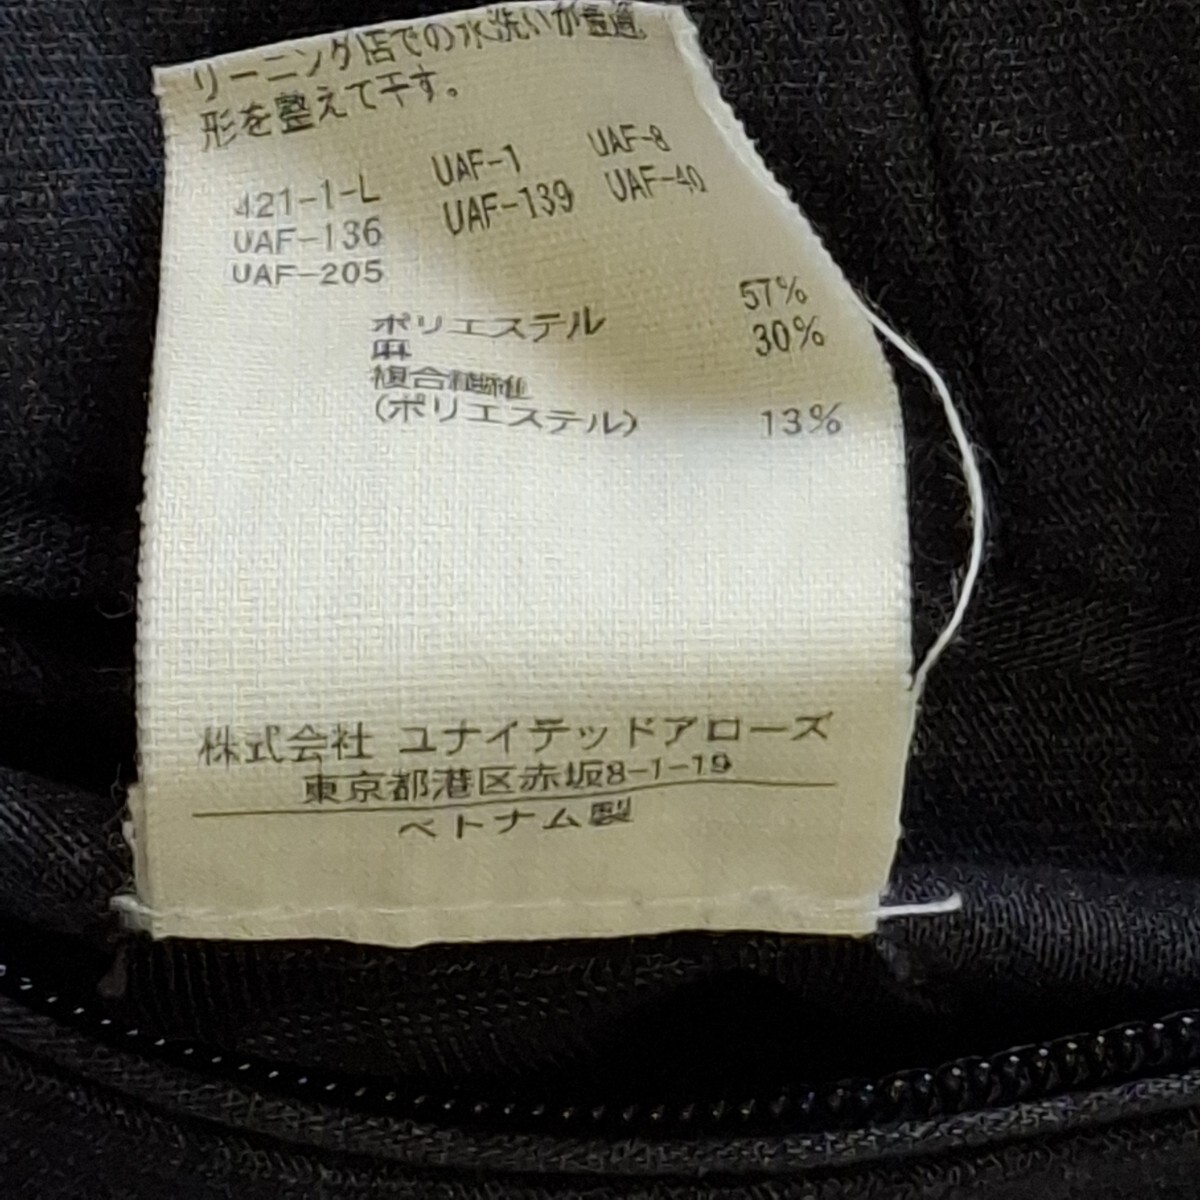 リーニング店での水洗いが最適
形を整えて干す。
421-1-L UAF-1 UAF-8
UAF-136 UAF-139 UAF-40
UAF-205
ポリエステル 57%
麻 30%
複合繊維
(ポリエステル) 13%
株式会社 ユナイテッドアローズ
東京都港区赤坂8-1-19
ベトナム製